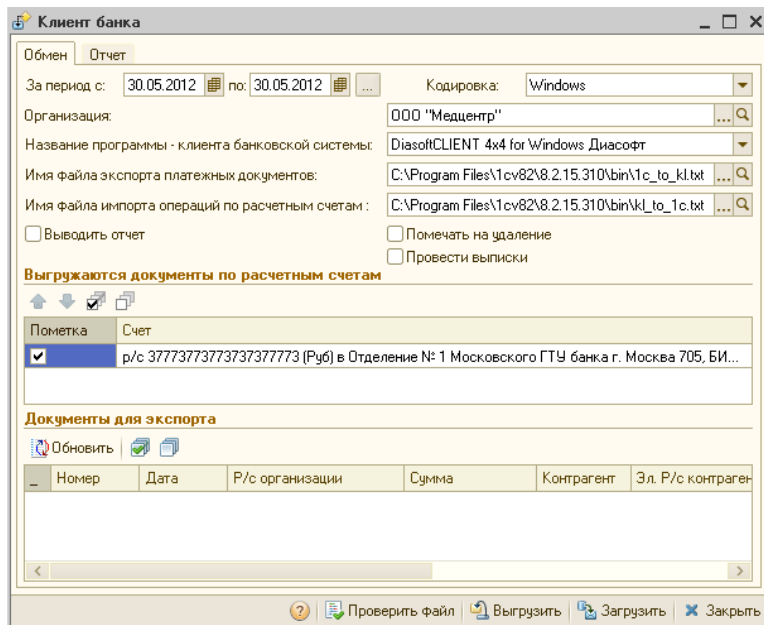 Клиент банка
Обмен Отчет
За период с: 30.05.2012 по: 30.05.2012 ... Кодировка: Windows
Организация: ООО "Медцентр" ...
Название программы - клиента банковской системы: DiasoftCLIENT 4x4 for Windows Диасофт
Имя файла экспорта платежных документов: C:\Program Files\1cv82\8.2.15.310\bin\1c_to_kl.txt ...
Имя файла импорта операций по расчетным счетам : C:\Program Files\1cv82\8.2.15.310\bin\kl_to_1c.txt ...
Выводить отчет Помечать на удаление
Провести выписки
Выгружаются документы по расчетным счетам
Пометка Счет
р/с 37773773773737377773 (Руб) в Отделение № 1 Московского ГТУ банка г. Москва 705, БИ...
Документы для экспорта
Обновить
_ Номер Дата Р/с организации Сумма Контрагент Эл. Р/с контраген
? Проверить файл Выгрузить Загрузить Закрыть